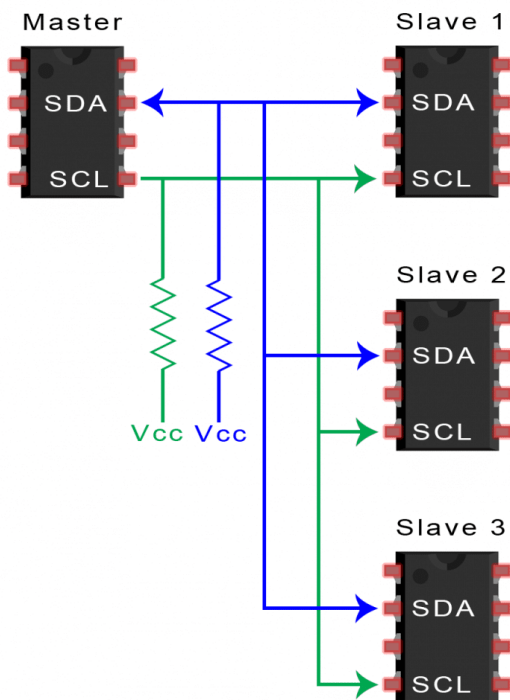 Master
Slave 1
SDA
SDA
SCL
SCL
Slave 2
SDA
Vcc
Vcc
SCL
Slave 3
SDA
SCL